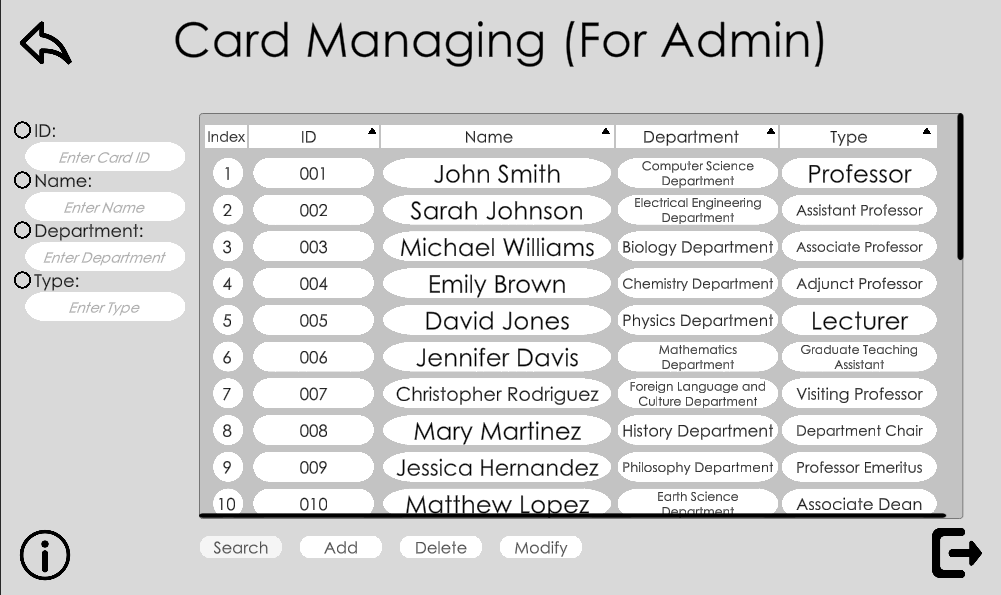 Card Managing (For Admin)
ID:
Enter Card ID
Name:
Enter Name
Department:
Enter Department
Type:
Enter Type
Index ID Name Department Type
1 001 John Smith Computer Science Department Professor
2 002 Sarah Johnson Electrical Engineering Department Assistant Professor
3 003 Michael Williams Biology Department Associate Professor
4 004 Emily Brown Chemistry Department Adjunct Professor
5 005 David Jones Physics Department Lecturer
6 006 Jennifer Davis Mathematics Department Graduate Teaching Assistant
7 007 Christopher Rodriguez Foreign Language and Culture Department Visiting Professor
8 008 Mary Martinez History Department Department Chair
9 009 Jessica Hernandez Philosophy Department Professor Emeritus
10 010 Matthew Lopez Earth Science Department Associate Dean
Search Add Delete Modify